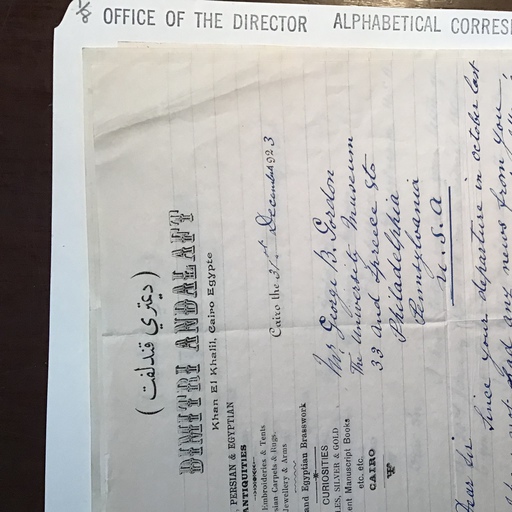 ( ديمتري قندلفت )
DIMITRI ANDALAFT
Khan El Khalil, Cairo Egypte
, PERSIAN & EGYPTIAN
ANTIQUITIES
Embroideries & Tents
sian Carpets & Rugs.
Jewellery & Arms
and Egyptian Brasswork
CURIOSITIES
LES, SILVER & GOLD
ent Manuscript Books
etc. etc.
CAIRO
Cairo the 31st December 1923
Mr George B. Gordon
The University Museum
33 and Spreece Sts
Philadelphia
Pennsylvania
U.S.A
Dear Sir
Since your departure in october last
not had any news from you,
OFFICE OF THE DIRECTOR ALPHABETICAL CORRES